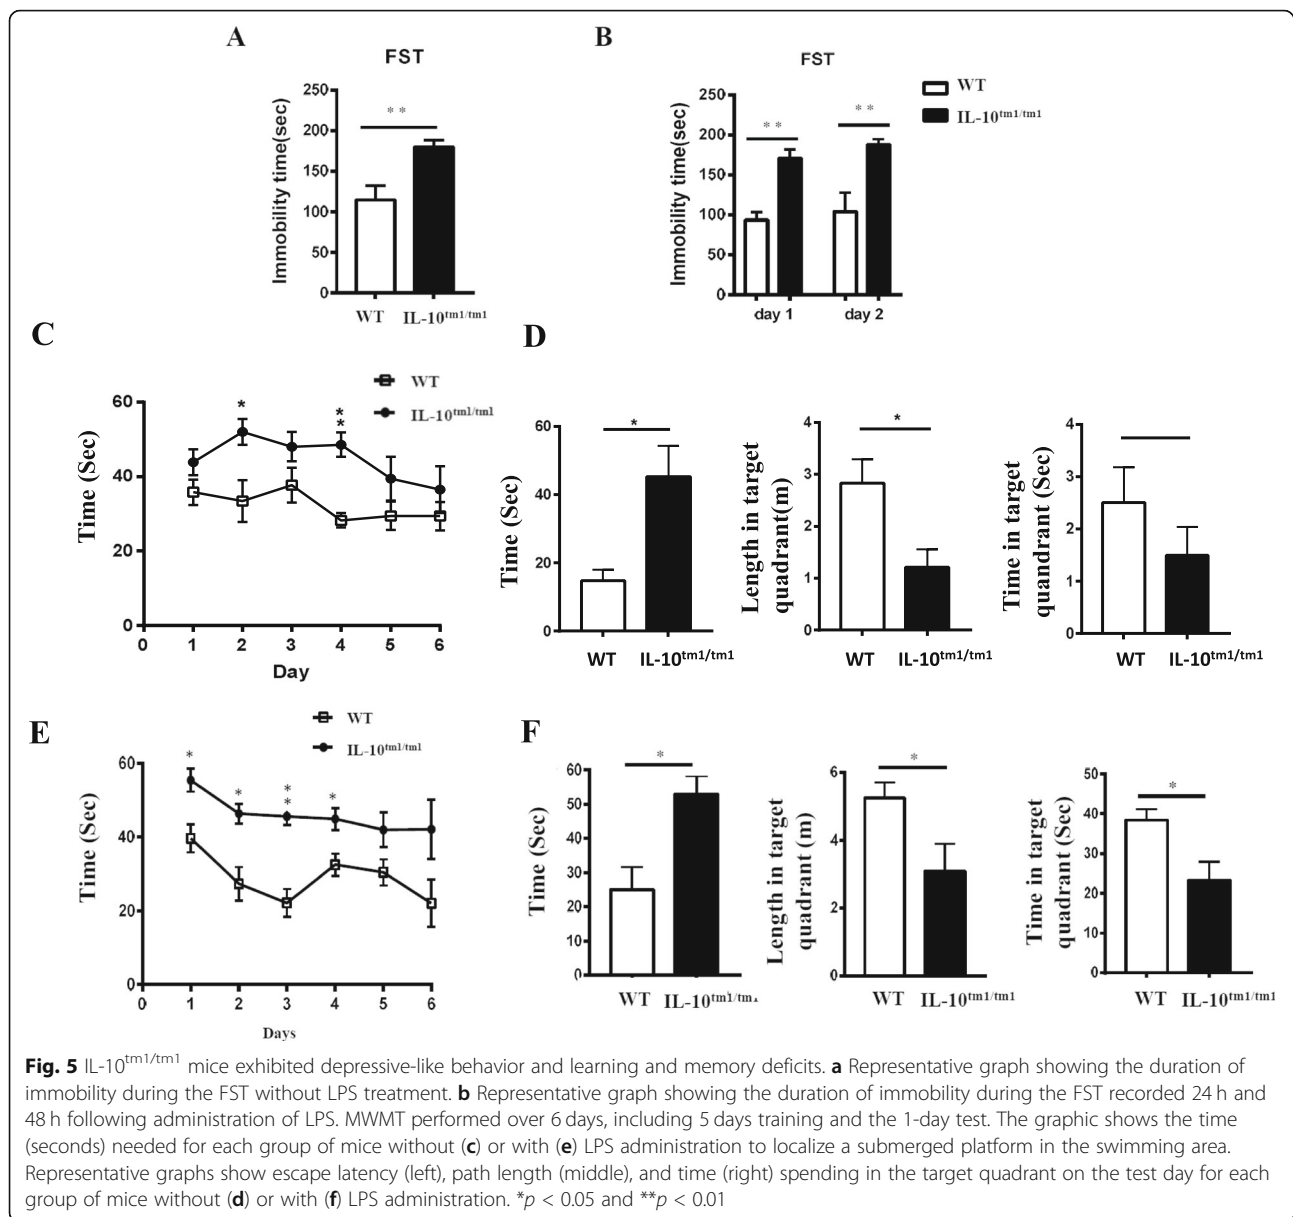 A
B
FST
FST
WT
IL-10tm1/tm1
Immobility time(sec)
250
200
150
100
50
0
**
WT
IL-10tm1/tm1
Immobility time(sec)
250
200
150
100
50
0
**
**
day 1
day 2
C
D
WT
IL-10tm1/tm1
Time (Sec)
60
40
20
0
*
**
0 1 2 3 4 5 6
Day
Time (Sec)
60
40
20
0
*
WT IL-10tm1/tm1
Length in target
quadrant(m)
4
3
2
1
0
*
WT IL-10tm1/tm1
Time in target
quandrant (Sec)
4
3
2
1
0
WT IL-10tm1/tm1
E
F
WT
IL-10tm1/tm1
Time (Sec)
60
40
20
0
*
*
**
*
0 1 2 3 4 5 6
Days
Time (Sec)
60
50
40
30
20
10
0
*
WT IL-10tm1/tm1
Length in target
quadrant (m)
6
4
2
0
*
WT IL-10tm1/tm1
Time in target
quadrant (Sec)
50
40
30
20
10
0
*
WT IL-10tm1/tm1
Fig. 5 IL-10tm1/tm1 mice exhibited depressive-like behavior and learning and memory deficits. a Representative graph showing the duration of
immobility during the FST without LPS treatment. b Representative graph showing the duration of immobility during the FST recorded 24 h and
48 h following administration of LPS. MWMT performed over 6 days, including 5 days training and the 1-day test. The graphic shows the time
(seconds) needed for each group of mice without (c) or with (e) LPS administration to localize a submerged platform in the swimming area.
Representative graphs show escape latency (left), path length (middle), and time (right) spending in the target quadrant on the test day for each
group of mice without (d) or with (f) LPS administration. *p < 0.05 and **p < 0.01